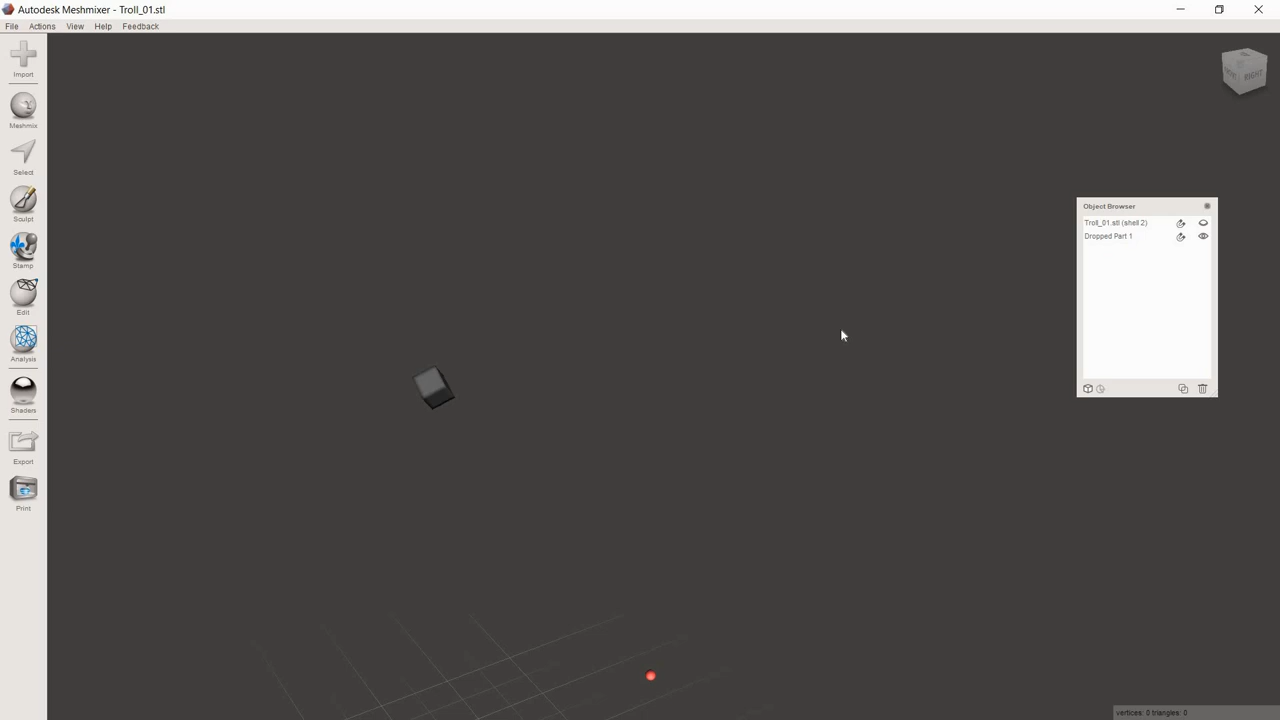 Autodesk Meshmixer - Troll_01.stl
File Actions View Help Feedback
Import
Meshmix
Select
Sculpt
Stamp
Edit
Analysis
Shaders
Export
Print
RIGHT
Object Browser
Troll_01.stl (shell 2)
Dropped Part 1
vertices: 0 triangles: 0